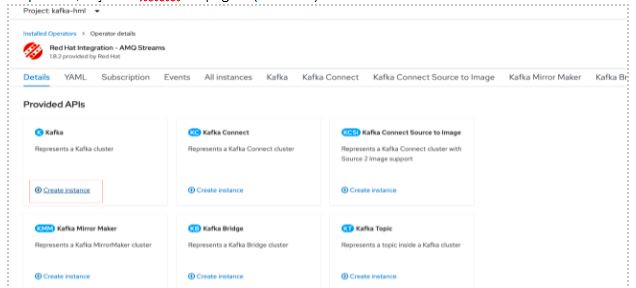 Project: kafka-hml
Installed Operators > Operator details
Red Hat Integration - AMQ Streams
1.8.2 provided by Red Hat
Details YAML Subscription Events All instances Kafka Kafka Connect Kafka Connect Source to Image Kafka Mirror Maker Kafka Br
Provided APIs
K Kafka
Represents a Kafka cluster
Create instance
KC Kafka Connect
Represents a Kafka Connect cluster
Create instance
KCSI Kafka Connect Source to Image
Represents a Kafka Connect cluster with
Source 2 Image support
Create instance
KMM Kafka Mirror Maker
Represents a Kafka MirrorMaker cluster
Create instance
KB Kafka Bridge
Represents a Kafka Bridge cluster
Create instance
KT Kafka Topic
Represents a topic inside a Kafka cluster
Create instance